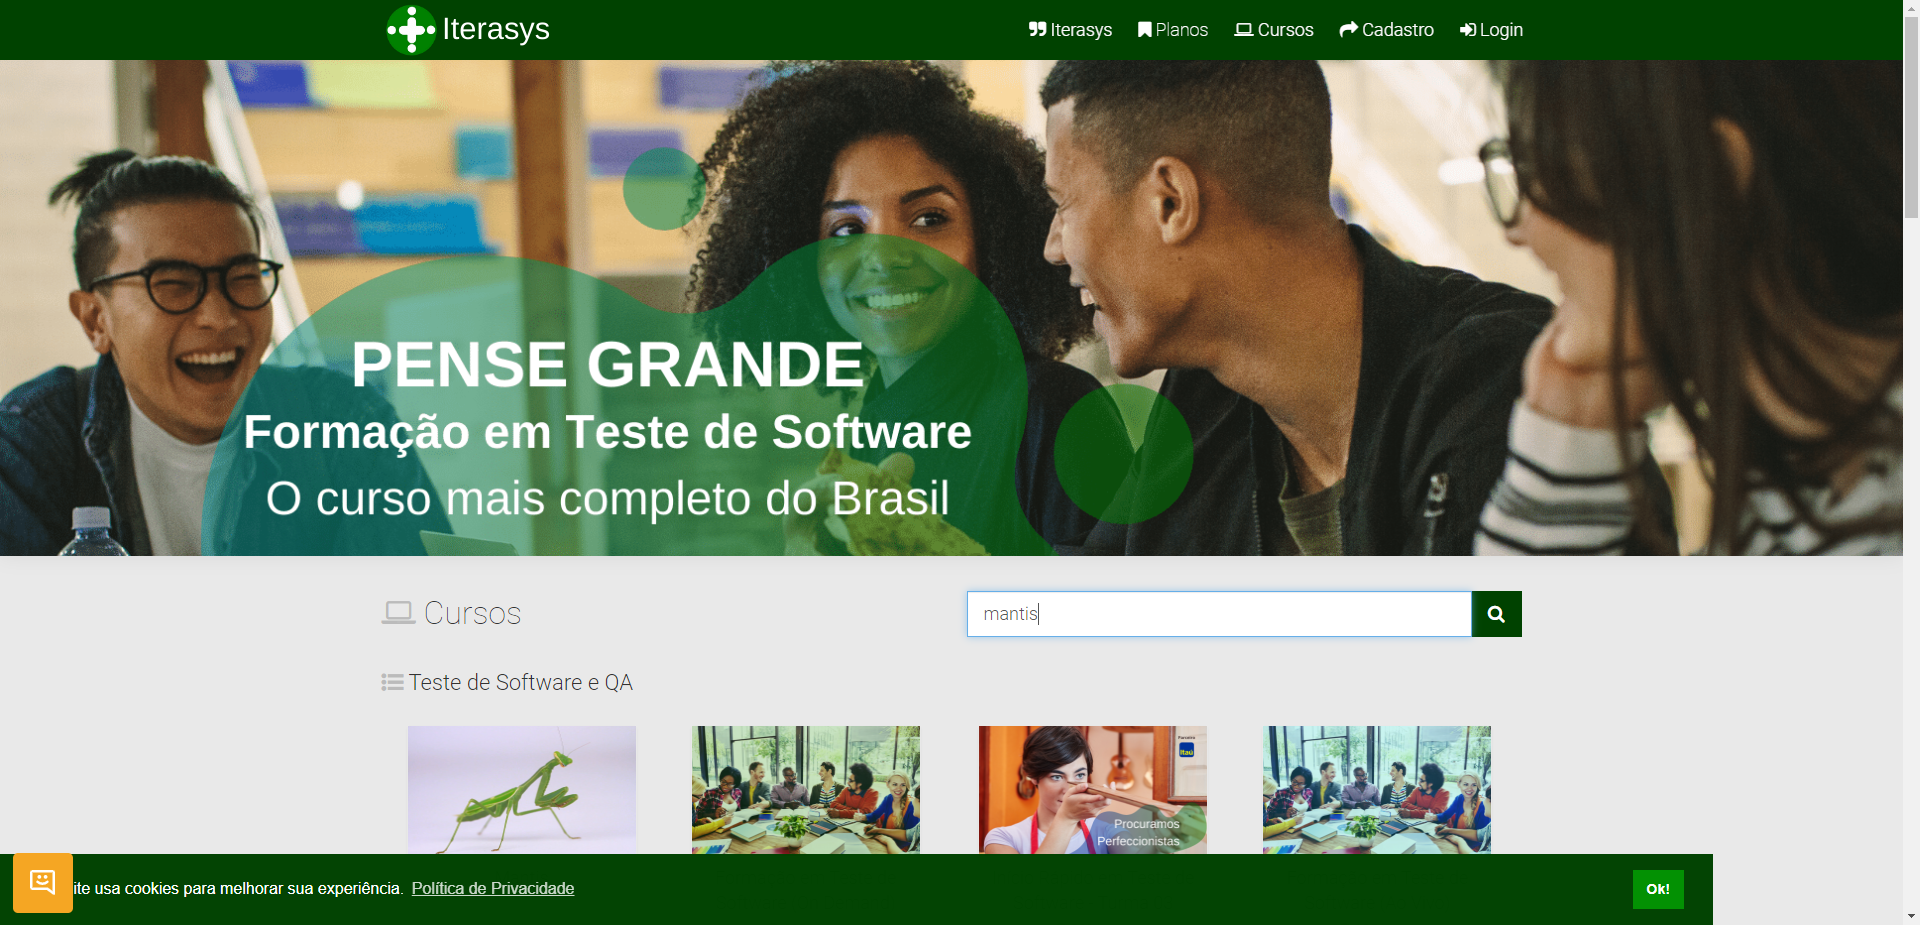 Iterasys
Iterasys Planos Cursos Cadastro Login
PENSE GRANDE
Formação em Teste de Software
O curso mais completo do Brasil
Cursos
mantis
Teste de Software e QA
Itaú
Procuramos
Perfeccionistas
ite usa cookies para melhorar sua experiência. Política de Privacidade
Ok!